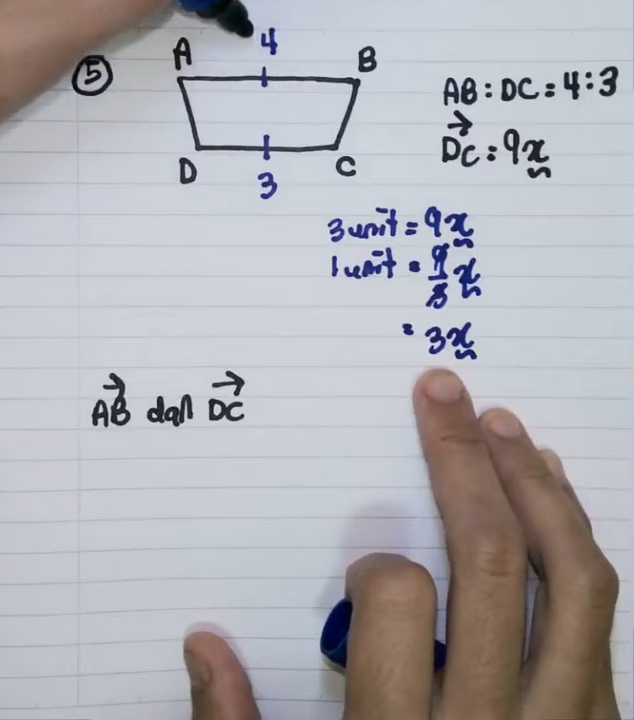 5
4
A B
D C
3
AB : DC = 4 : 3
→
DC : 9x
~
3 unit = 9x
~
1 unit = 9/3 x
~
= 3x
~
→ →
AB dan DC